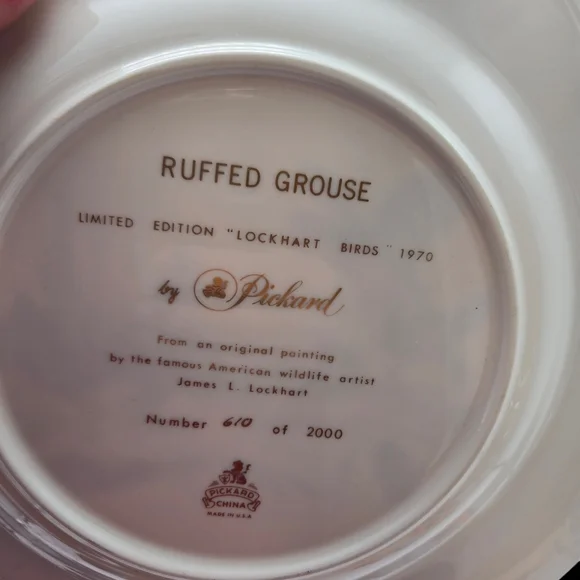 RUFFED GROUSE
LIMITED EDITION "LOCKHART BIRDS" 1970
by Pickard
From an original painting
by the famous American wildlife artist
James L. Lockhart
Number 610 of 2000
PICKARD
CHINA
MADE IN U.S.A